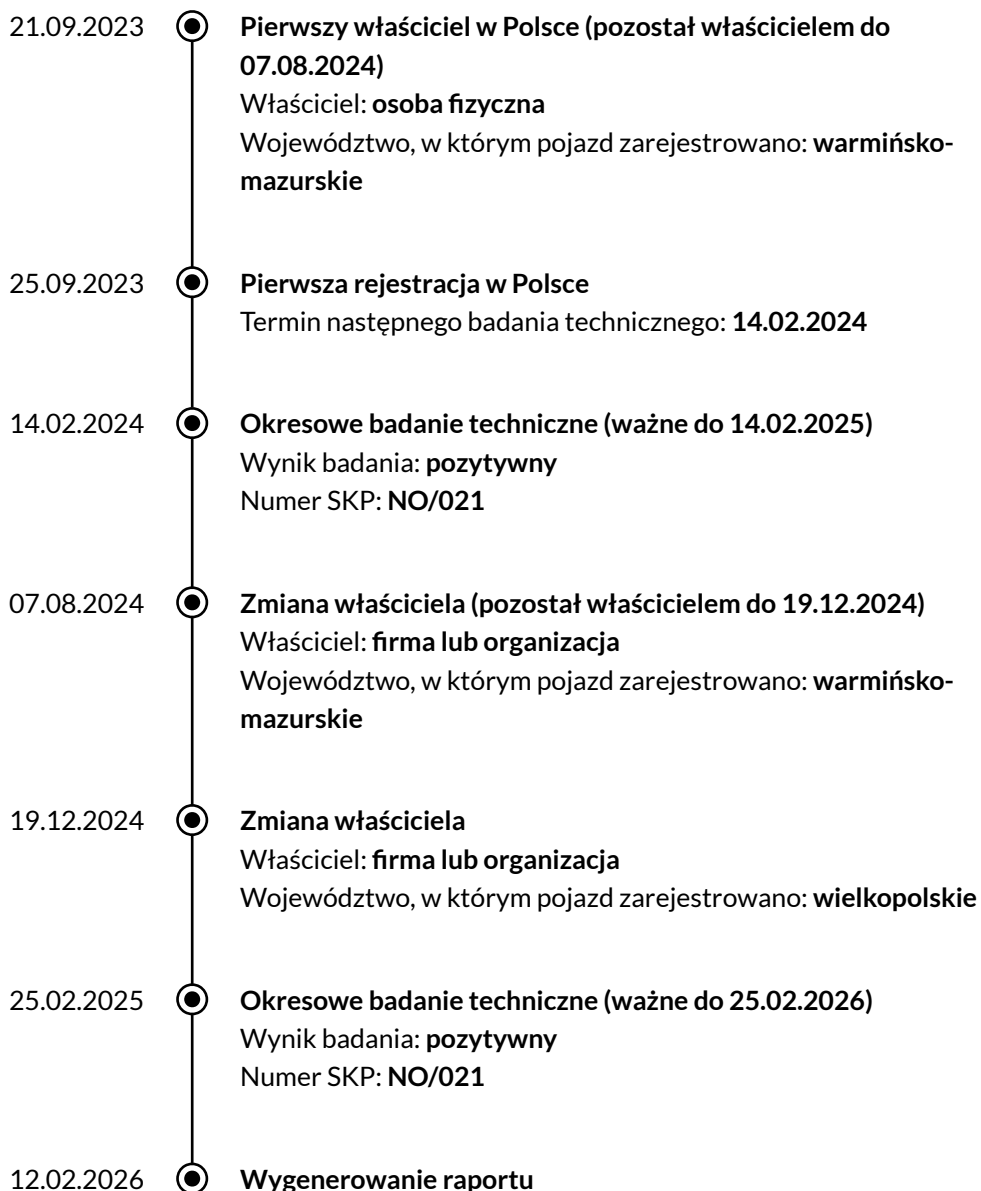 21.09.2023 Pierwszy właściciel w Polsce (pozostał właścicielem do
07.08.2024)
Właściciel: osoba fizyczna
Województwo, w którym pojazd zarejestrowano: warmińsko-
mazurskie
25.09.2023 Pierwsza rejestracja w Polsce
Termin następnego badania technicznego: 14.02.2024
14.02.2024 Okresowe badanie techniczne (ważne do 14.02.2025)
Wynik badania: pozytywny
Numer SKP: NO/021
07.08.2024 Zmiana właściciela (pozostał właścicielem do 19.12.2024)
Właściciel: firma lub organizacja
Województwo, w którym pojazd zarejestrowano: warmińsko-
mazurskie
19.12.2024 Zmiana właściciela
Właściciel: firma lub organizacja
Województwo, w którym pojazd zarejestrowano: wielkopolskie
25.02.2025 Okresowe badanie techniczne (ważne do 25.02.2026)
Wynik badania: pozytywny
Numer SKP: NO/021
12.02.2026 Wygenerowanie raportu